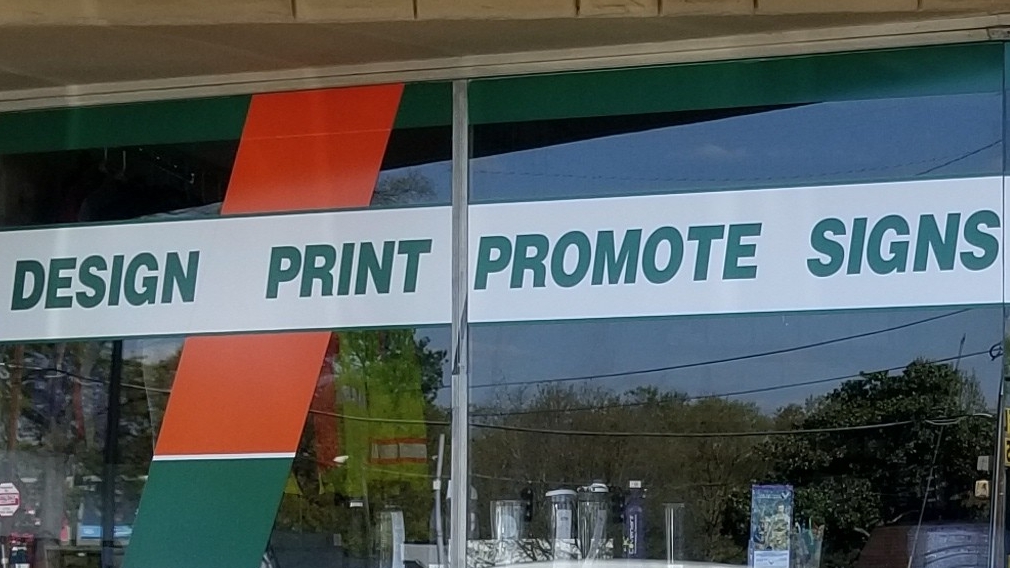 DESIGN PRINT PROMOTE SIGNS